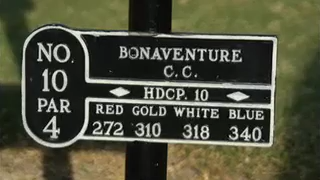 NO.
10
PAR
4
BONAVENTURE
C.C.
HDCP. 10
RED GOLD WHITE BLUE
272 310 318 340